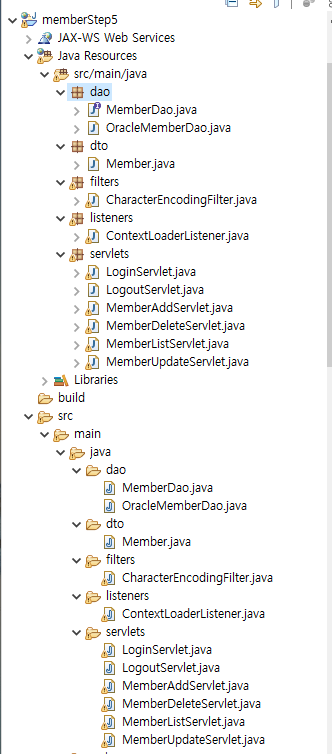 memberStep5
JAX-WS Web Services
Java Resources
src/main/java
dao
MemberDao.java
OracleMemberDao.java
dto
Member.java
filters
CharacterEncodingFilter.java
listeners
ContextLoaderListener.java
servlets
LoginServlet.java
LogoutServlet.java
MemberAddServlet.java
MemberDeleteServlet.java
MemberListServlet.java
MemberUpdateServlet.java
Libraries
build
src
main
java
dao
MemberDao.java
OracleMemberDao.java
dto
Member.java
filters
CharacterEncodingFilter.java
listeners
ContextLoaderListener.java
servlets
LoginServlet.java
LogoutServlet.java
MemberAddServlet.java
MemberDeleteServlet.java
MemberListServlet.java
MemberUpdateServlet.java